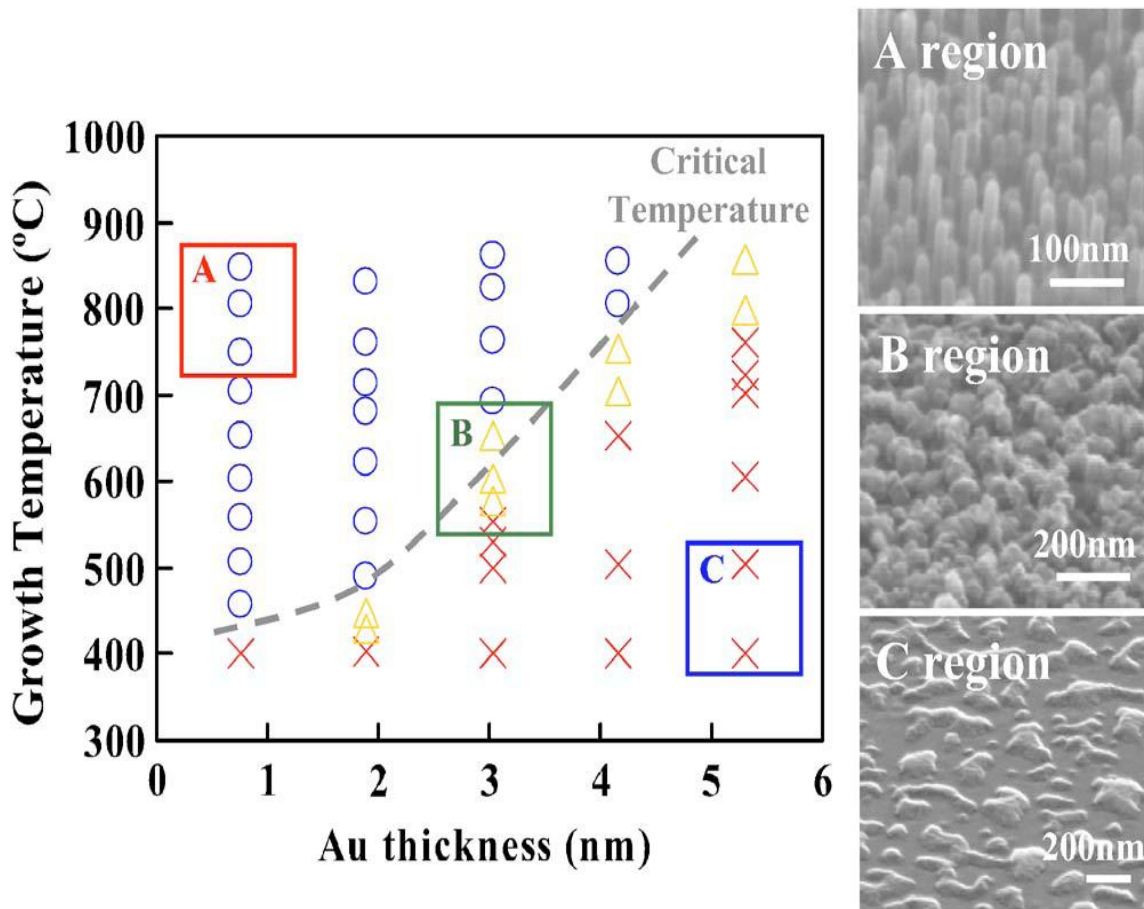 A region
100nm
B region
200nm
C region
200nm
Growth Temperature (ºC)
1000
900
800
700
600
500
400
300
Critical
Temperature
A
B
C
0
1
2
3
4
5
6
Au thickness (nm)